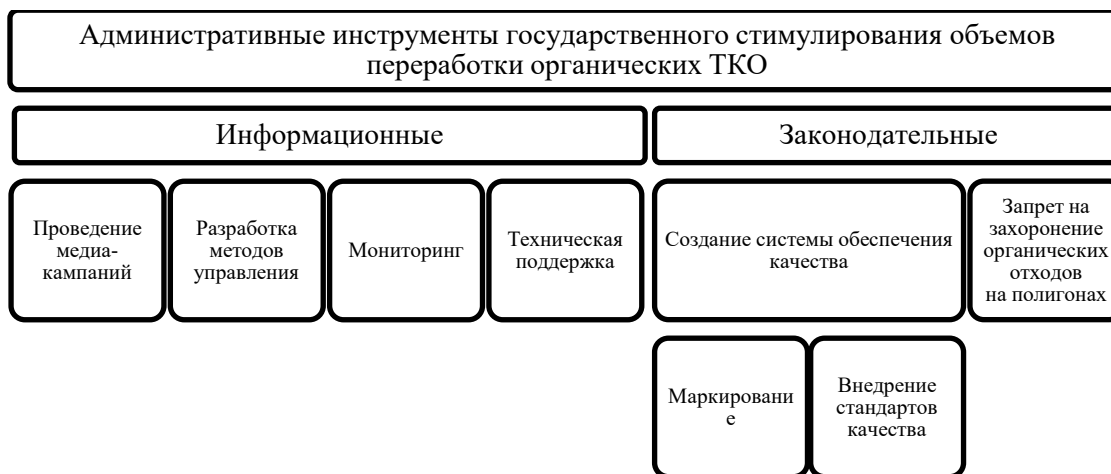 Административные инструменты государственного стимулирования объемов
переработки органических ТКО
Информационные
Законодательные
Проведение
медиа-
кампаний
Разработка
методов
управления
Мониторинг
Техническая
поддержка
Создание системы обеспечения
качества
Запрет на
захоронение
органических
отходов
на полигонах
Маркировани
е
Внедрение
стандартов
качества